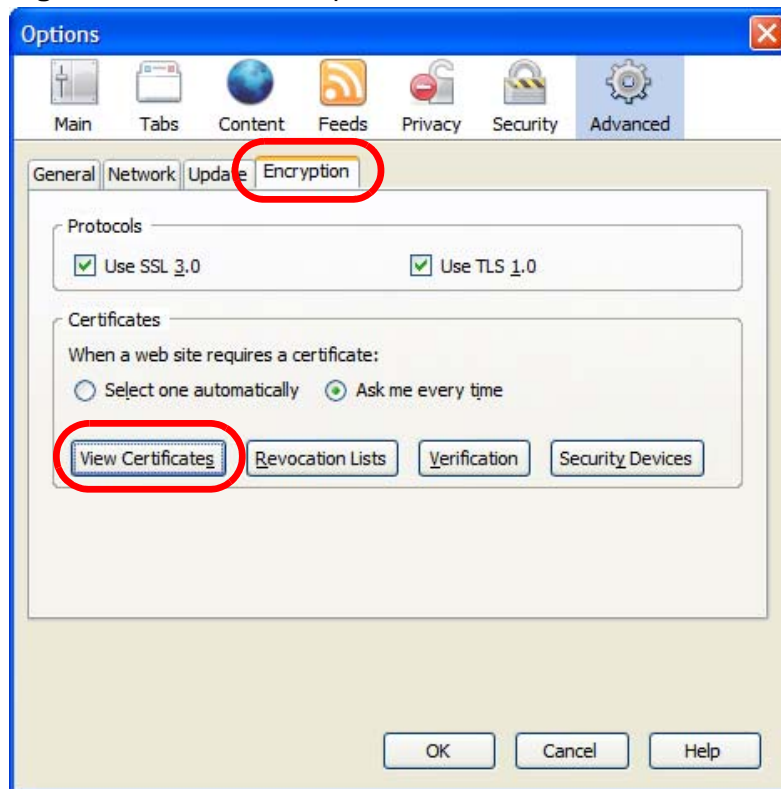 Options
Main Tabs Content Feeds Privacy Security Advanced
General Network Update Encryption
Protocols
Use SSL 3.0 Use TLS 1.0
Certificates
When a web site requires a certificate:
Select one automatically Ask me every time
View Certificates Revocation Lists Verification Security Devices
OK Cancel Help